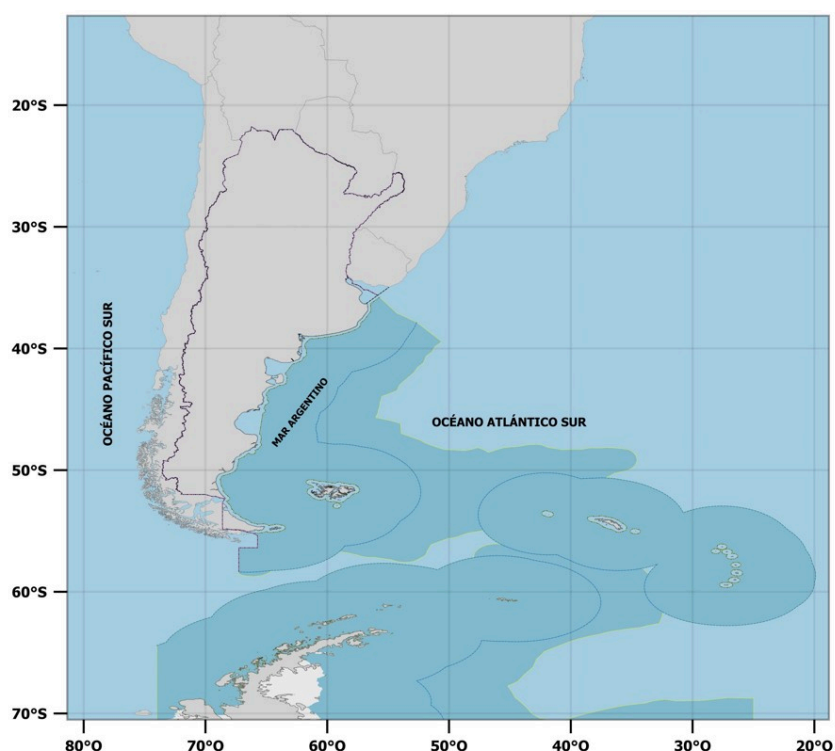 20°S
30°S
40°S
50°S
60°S
70°S
OCÉANO PACÍFICO SUR
MAR ARGENTINO
OCÉANO ATLÁNTICO SUR
80°O
70°O
60°O
50°O
40°O
30°O
20°O